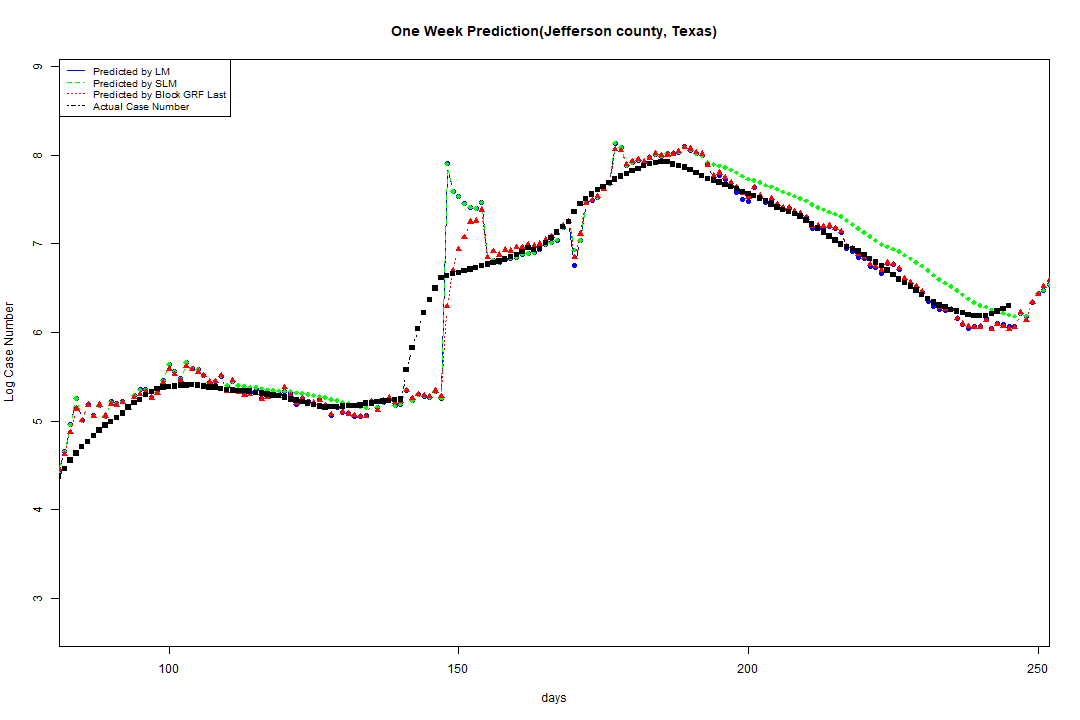 One Week Prediction(Jefferson county, Texas)
Predicted by LM
Predicted by SLM
Predicted by Block GRF Last
Actual Case Number
9
8
7
6
5
4
3
Log Case Number
100
150
200
250
days